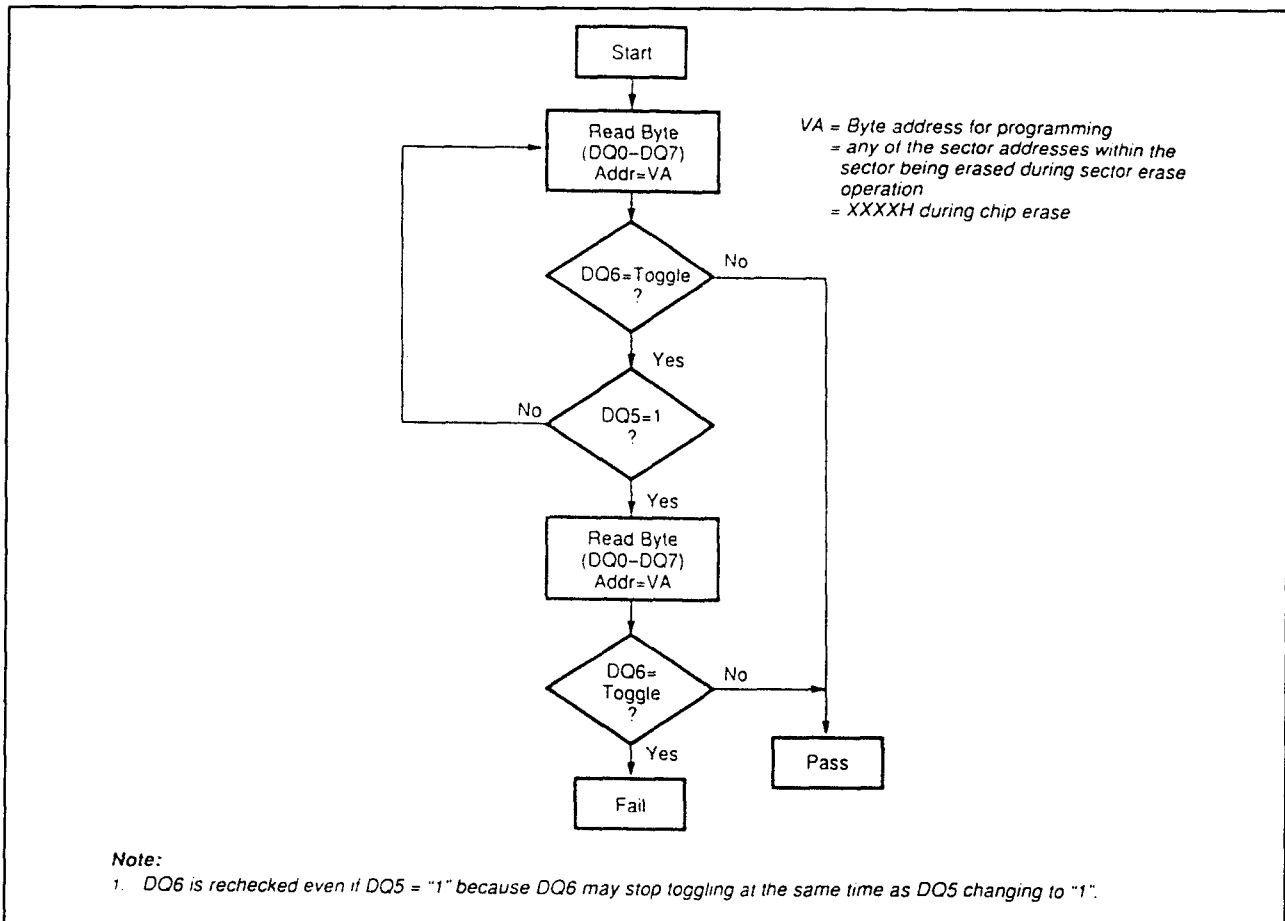 Start
Read Byte
(DQ0–DQ7)
Addr=VA
VA = Byte address for programming
= any of the sector addresses within the
sector being erased during sector erase
operation
= XXXXH during chip erase
DQ6=Toggle
?
No
Yes
DQ5=1
?
No
Yes
Read Byte
(DQ0–DQ7)
Addr=VA
DQ6=
Toggle
?
No
Yes
Pass
Fail
Note:
1. DQ6 is rechecked even if DQ5 = "1" because DQ6 may stop toggling at the same time as DQ5 changing to "1".